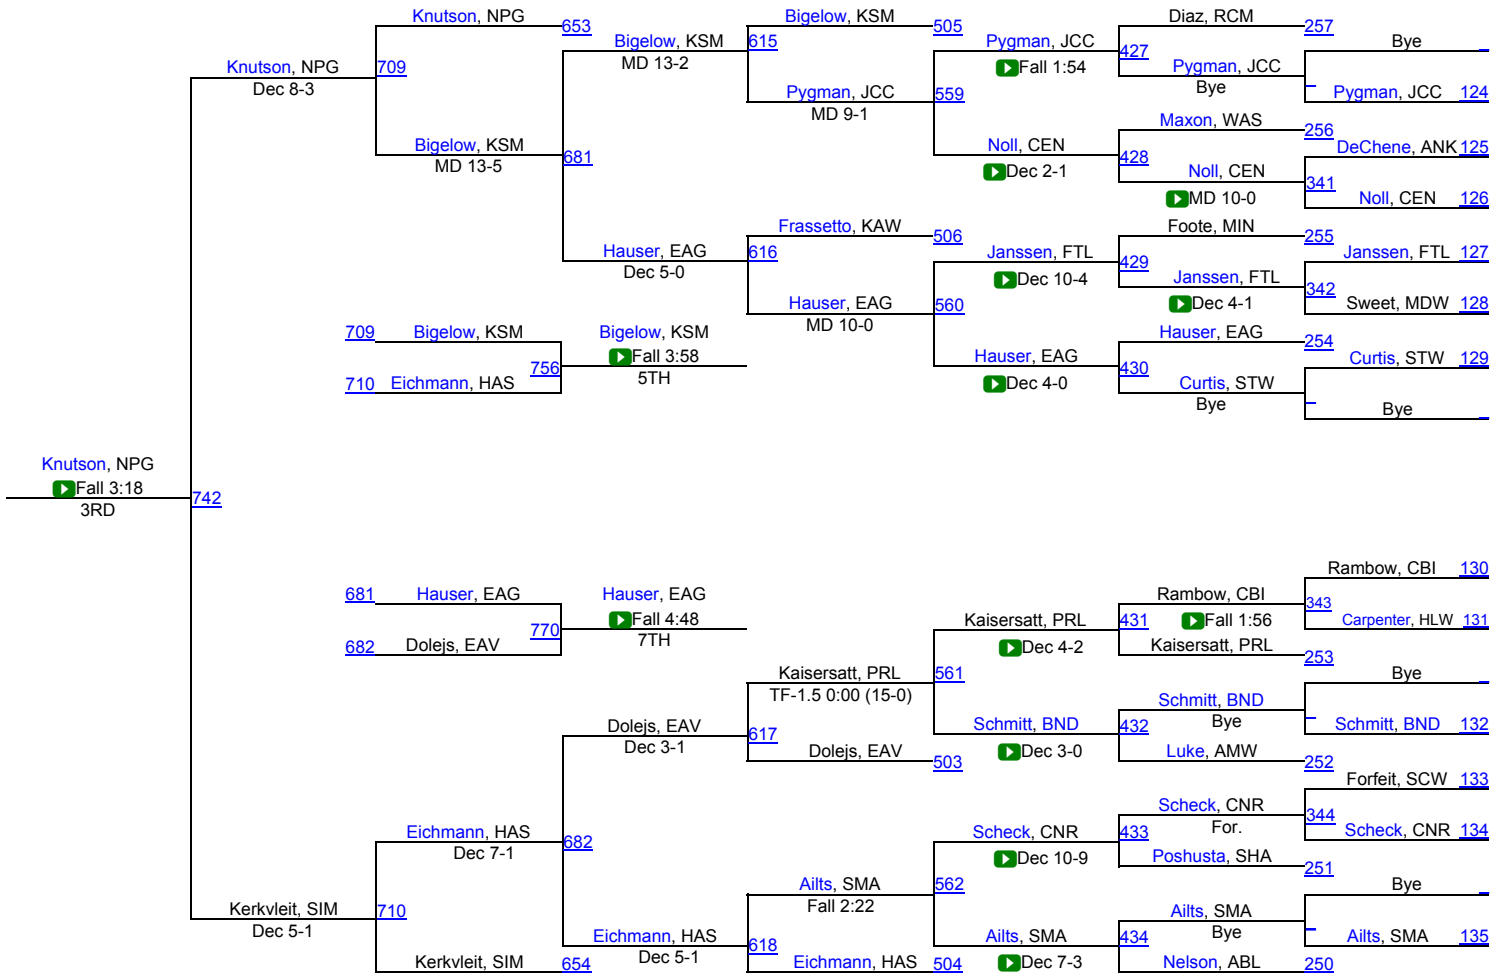 Knutson, NPG
653
Bigelow, KSM
505
Diaz, RCM
257
Bye
Bigelow, KSM
615
MD 13-2
Pygman, JCC
427
Fall 1:54
Pygman, JCC
Bye
Pygman, JCC 124
Knutson, NPG
709
Dec 8-3
Pygman, JCC
559
MD 9-1
Maxon, WAS
256
DeChene, ANK 125
Bigelow, KSM
681
MD 13-5
Noll, CEN
428
Dec 2-1
Noll, CEN
341
MD 10-0
Noll, CEN 126
Frassetto, KAW
506
Foote, MIN
255
Janssen, FTL 127
Hauser, EAG
616
Dec 5-0
Janssen, FTL
429
Dec 10-4
Janssen, FTL
342
Dec 4-1
Sweet, MDW 128
Hauser, EAG
560
MD 10-0
709 Bigelow, KSM
Bigelow, KSM
Hauser, EAG
254
Curtis, STW 129
756
Fall 3:58
5TH
Hauser, EAG
430
Dec 4-0
710 Eichmann, HAS
Curtis, STW
Bye
Bye
Knutson, NPG
Fall 3:18
742
3RD
Rambow, CBI 130
681 Hauser, EAG
Hauser, EAG
Rambow, CBI
343
Fall 1:56
Carpenter, HLW 131
770
Fall 4:48
7TH
Kaisersatt, PRL
431
Dec 4-2
682 Dolejs, EAV
Kaisersatt, PRL
253
Kaisersatt, PRL
561
TF-1.5 0:00 (15-0)
Bye
Schmitt, BND
Bye
Dolejs, EAV
617
Dec 3-1
Schmitt, BND
432
Dec 3-0
Schmitt, BND 132
Dolejs, EAV
503
Luke, AMW
252
Forfeit, SCW 133
Scheck, CNR
344
For.
Eichmann, HAS
682
Dec 7-1
Scheck, CNR
433
Dec 10-9
Scheck, CNR 134
Poshusta, SHA
251
Ailts, SMA
562
Fall 2:22
Bye
Kerkvleit, SIM
710
Dec 5-1
Ailts, SMA
Bye
Eichmann, HAS
618
Dec 5-1
Ailts, SMA
434
Dec 7-3
Ailts, SMA 135
Kerkvleit, SIM
654
Eichmann, HAS
504
Nelson, ABL
250